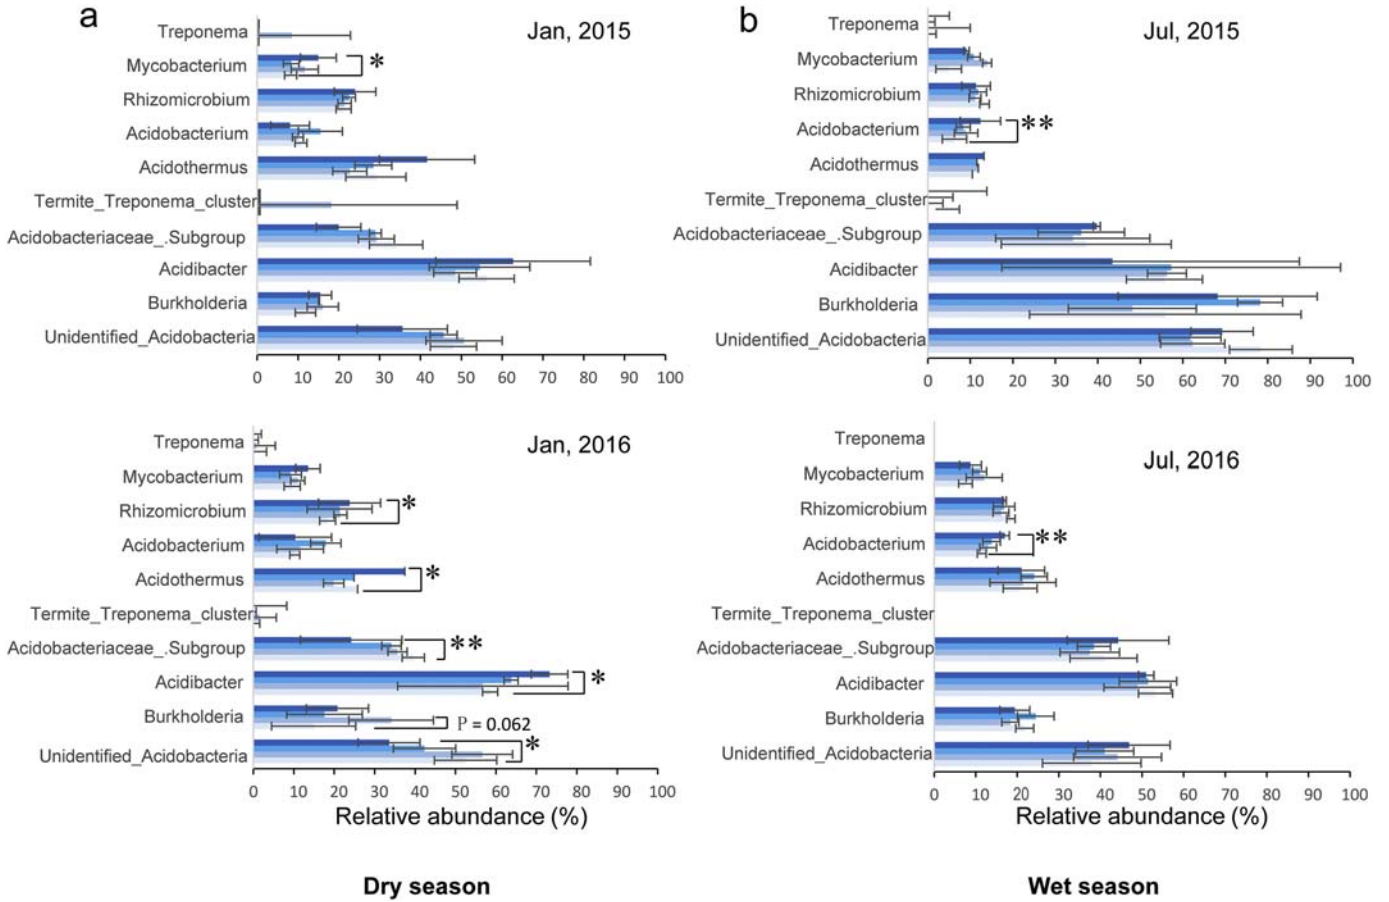 a
Jan, 2015
Treponema
Mycobacterium
*
Rhizomicrobium
Acidobacterium
Acidothermus
Termite_Treponema_cluster
Acidobacteriaceae_.Subgroup
Acidibacter
Burkholderia
Unidentified_Acidobacteria
0 10 20 30 40 50 60 70 80 90 100
b
Jul, 2015
Treponema
Mycobacterium
Rhizomicrobium
Acidobacterium
**
Acidothermus
Termite_Treponema_cluster
Acidobacteriaceae_.Subgroup
Acidibacter
Burkholderia
Unidentified_Acidobacteria
0 10 20 30 40 50 60 70 80 90 100
Jan, 2016
Treponema
Mycobacterium
Rhizomicrobium
*
Acidobacterium
Acidothermus
*
Termite_Treponema_cluster
Acidobacteriaceae_.Subgroup
**
Acidibacter
*
Burkholderia
P = 0.062
Unidentified_Acidobacteria
*
0 10 20 30 40 50 60 70 80 90 100
Relative abundance (%)
Dry season
Jul, 2016
Treponema
Mycobacterium
Rhizomicrobium
Acidobacterium
**
Acidothermus
Termite_Treponema_cluster
Acidobacteriaceae_.Subgroup
Acidibacter
Burkholderia
Unidentified_Acidobacteria
0 10 20 30 40 50 60 70 80 90 100
Relative abundance (%)
Wet season